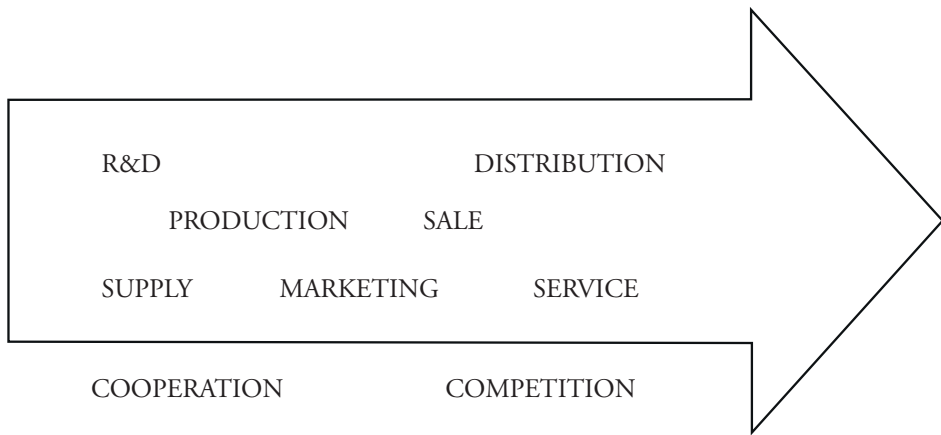 R&D DISTRIBUTION
PRODUCTION SALE
SUPPLY MARKETING SERVICE
COOPERATION COMPETITION